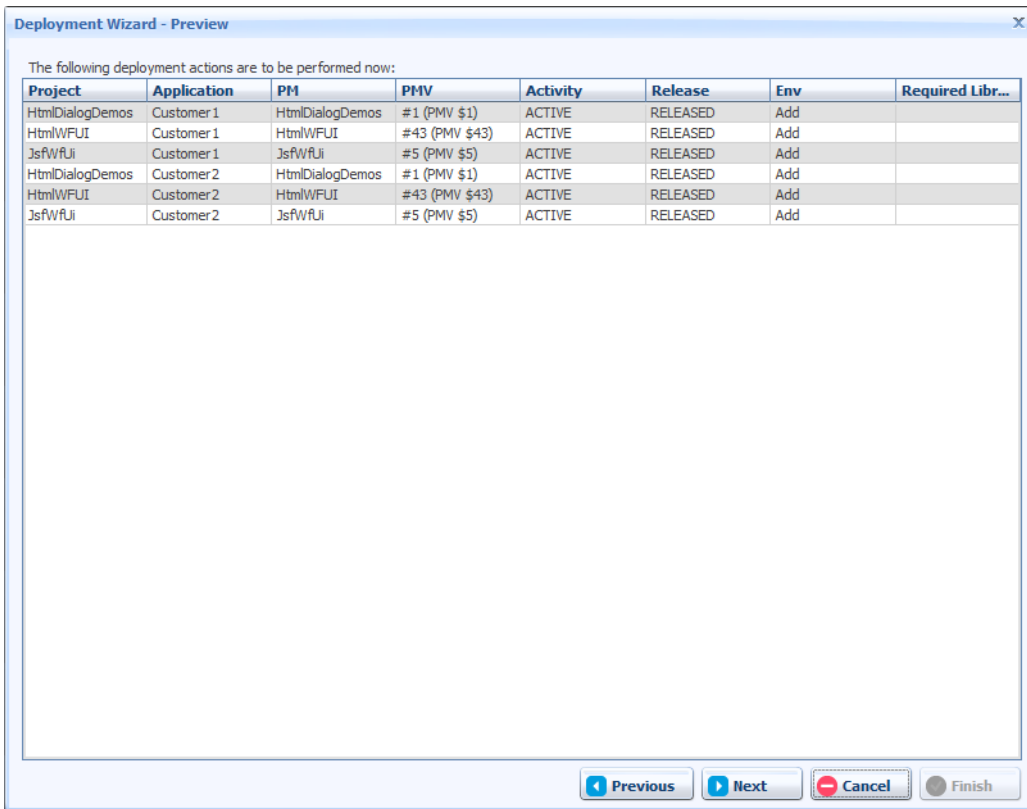 Deployment Wizard - Preview x
The following deployment actions are to be performed now:
Project Application PM PMV Activity Release Env Required Libr...
HtmlDialogDemos Customer1 HtmlDialogDemos #1 (PMV $1) ACTIVE RELEASED Add
HtmlWFUI Customer1 HtmlWFUI #43 (PMV $43) ACTIVE RELEASED Add
JsfWfUi Customer1 JsfWfUi #5 (PMV $5) ACTIVE RELEASED Add
HtmlDialogDemos Customer2 HtmlDialogDemos #1 (PMV $1) ACTIVE RELEASED Add
HtmlWFUI Customer2 HtmlWFUI #43 (PMV $43) ACTIVE RELEASED Add
JsfWfUi Customer2 JsfWfUi #5 (PMV $5) ACTIVE RELEASED Add
Previous Next Cancel Finish